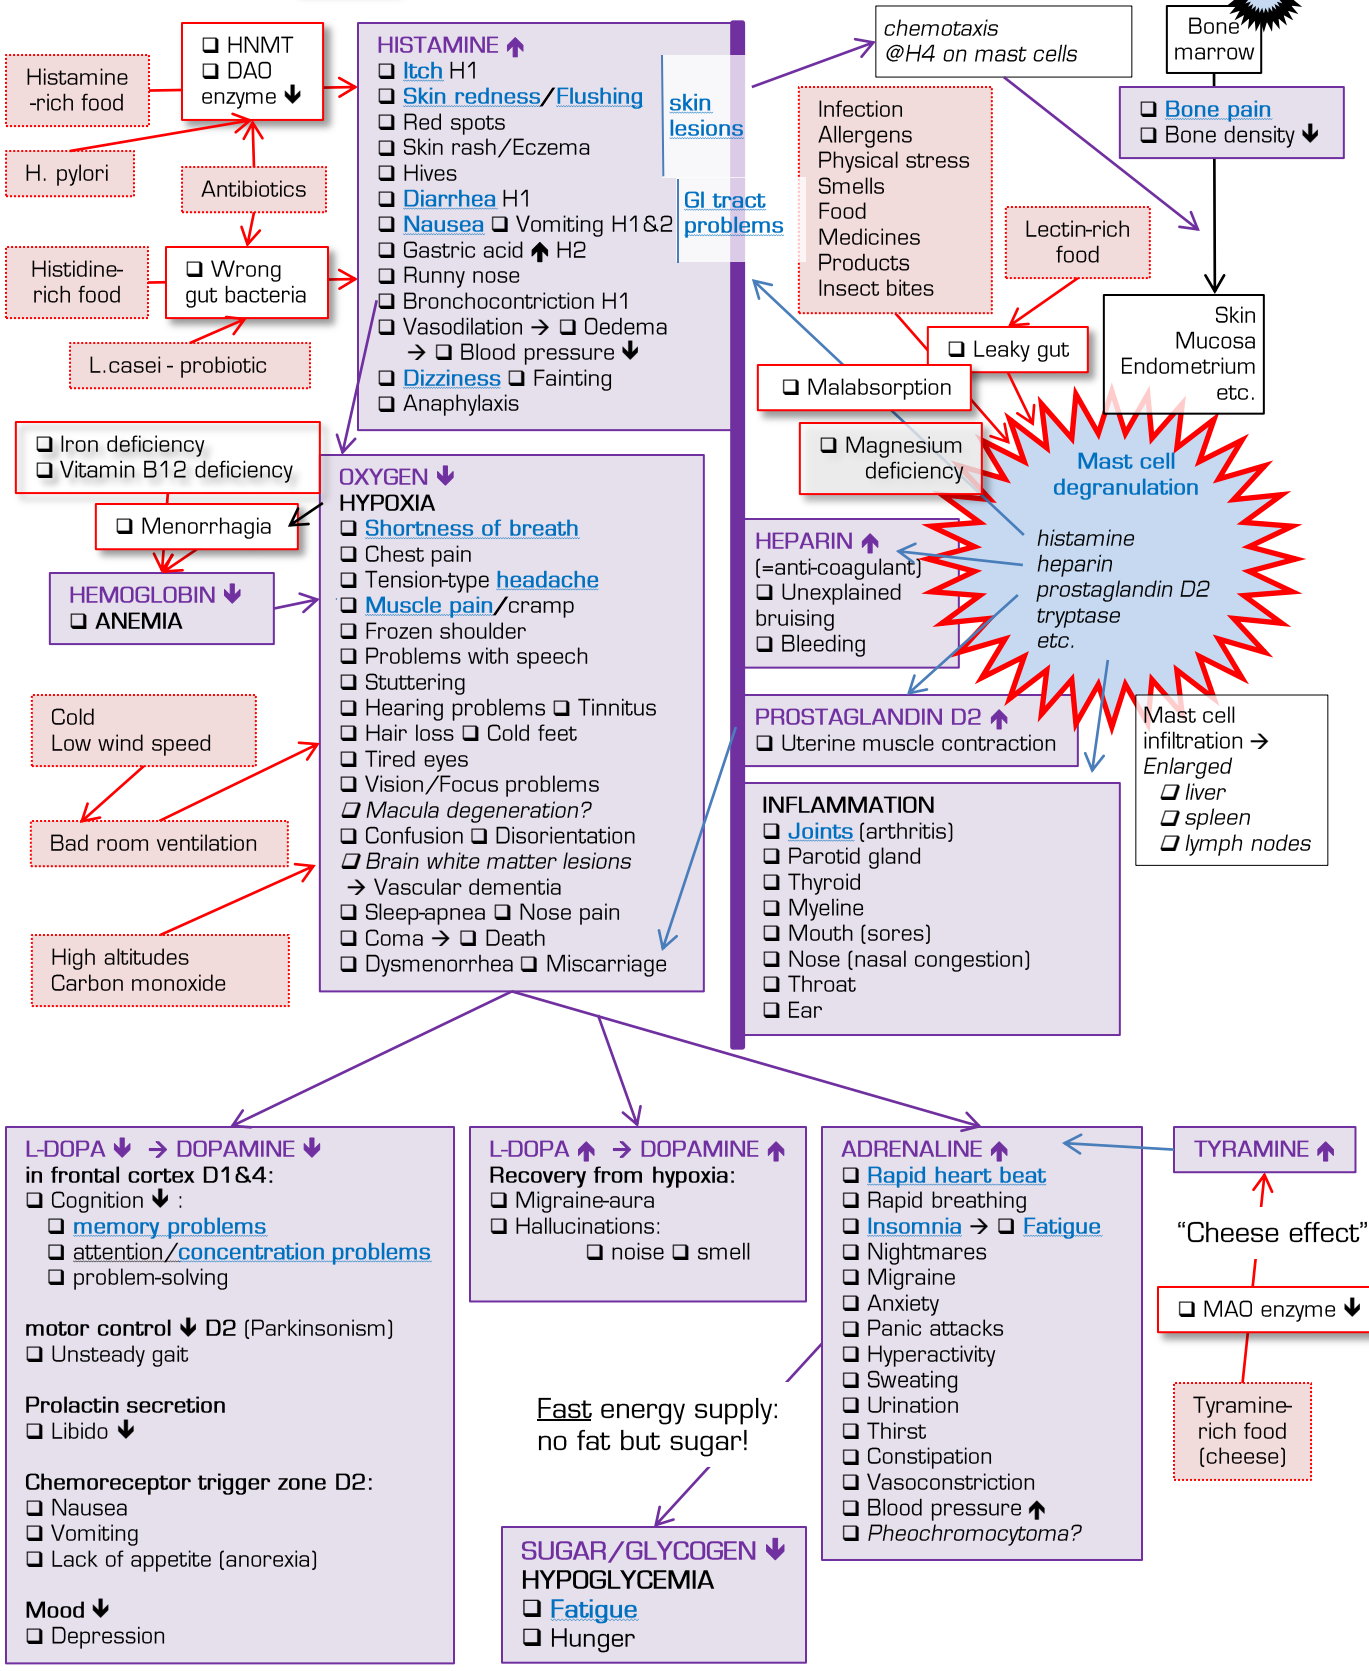 ❑ HNMT
❑ DAO
enzyme 🡫
Histamine
-rich food
H. pylori
Antibiotics
Histidine-
rich food
❑ Wrong
gut bacteria
L.casei - probiotic
HISTAMINE 🡩
❑ Itch H1
❑ Skin redness/Flushing
❑ Red spots
❑ Skin rash/Eczema
❑ Hives
❑ Diarrhea H1
❑ Nausea ❑ Vomiting H1&2
❑ Gastric acid 🡩 H2
❑ Runny nose
❑ Bronchocontriction H1
❑ Vasodilation → ❑ Oedema
→ ❑ Blood pressure 🡫
❑ Dizziness ❑ Fainting
❑ Anaphylaxis
skin
lesions
GI tract
problems
chemotaxis
@H4 on mast cells
Bone
marrow
❑ Bone pain
❑ Bone density 🡫
Infection
Allergens
Physical stress
Smells
Food
Medicines
Products
Insect bites
Lectin-rich
food
❑ Leaky gut
❑ Malabsorption
❑ Magnesium
deficiency
Skin
Mucosa
Endometrium
etc.
Mast cell
degranulation
histamine
heparin
prostaglandin D2
tryptase
etc.
❑ Iron deficiency
❑ Vitamin B12 deficiency
❑ Menorrhagia
HEMOGLOBIN 🡫
❑ ANEMIA
Cold
Low wind speed
Bad room ventilation
High altitudes
Carbon monoxide
OXYGEN 🡫
HYPOXIA
❑ Shortness of breath
❑ Chest pain
❑ Tension-type headache
❑ Muscle pain/cramp
❑ Frozen shoulder
❑ Problems with speech
❑ Stuttering
❑ Hearing problems ❑ Tinnitus
❑ Hair loss ❑ Cold feet
❑ Tired eyes
❑ Vision/Focus problems
❑ Macula degeneration?
❑ Confusion ❑ Disorientation
❑ Brain white matter lesions
→ Vascular dementia
❑ Sleep-apnea ❑ Nose pain
❑ Coma → ❑ Death
❑ Dysmenorrhea ❑ Miscarriage
HEPARIN 🡩
(=anti-coagulant)
❑ Unexplained
bruising
❑ Bleeding
PROSTAGLANDIN D2 🡩
❑ Uterine muscle contraction
INFLAMMATION
❑ Joints (arthritis)
❑ Parotid gland
❑ Thyroid
❑ Myeline
❑ Mouth (sores)
❑ Nose (nasal congestion)
❑ Throat
❑ Ear
Mast cell
infiltration →
Enlarged
❑ liver
❑ spleen
❑ lymph nodes
L-DOPA 🡫 → DOPAMINE 🡫
in frontal cortex D1&4:
❑ Cognition 🡫 :
❑ memory problems
❑ attention/concentration problems
❑ problem-solving
motor control 🡫 D2 (Parkinsonism)
❑ Unsteady gait
Prolactin secretion
❑ Libido 🡫
Chemoreceptor trigger zone D2:
❑ Nausea
❑ Vomiting
❑ Lack of appetite (anorexia)
Mood 🡫
❑ Depression
L-DOPA 🡩 → DOPAMINE 🡩
Recovery from hypoxia:
❑ Migraine-aura
❑ Hallucinations:
❑ noise ❑ smell
Fast energy supply:
no fat but sugar!
SUGAR/GLYCOGEN 🡫
HYPOGLYCEMIA
❑ Fatigue
❑ Hunger
ADRENALINE 🡩
❑ Rapid heart beat
❑ Rapid breathing
❑ Insomnia → ❑ Fatigue
❑ Nightmares
❑ Migraine
❑ Anxiety
❑ Panic attacks
❑ Hyperactivity
❑ Sweating
❑ Urination
❑ Thirst
❑ Constipation
❑ Vasoconstriction
❑ Blood pressure 🡩
❑ Pheochromocytoma?
TYRAMINE 🡩
“Cheese effect”
❑ MAO enzyme 🡫
Tyramine-
rich food
(cheese)